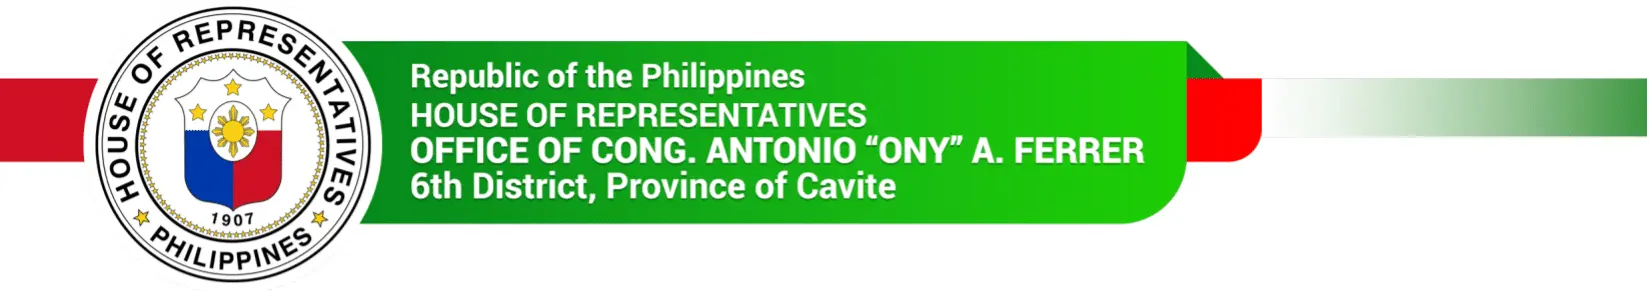 HOUSE OF REPRESENTATIVES
1907
PHILIPPINES
Republic of the Philippines
HOUSE OF REPRESENTATIVES
OFFICE OF CONG. ANTONIO “ONY” A. FERRER
6th District, Province of Cavite